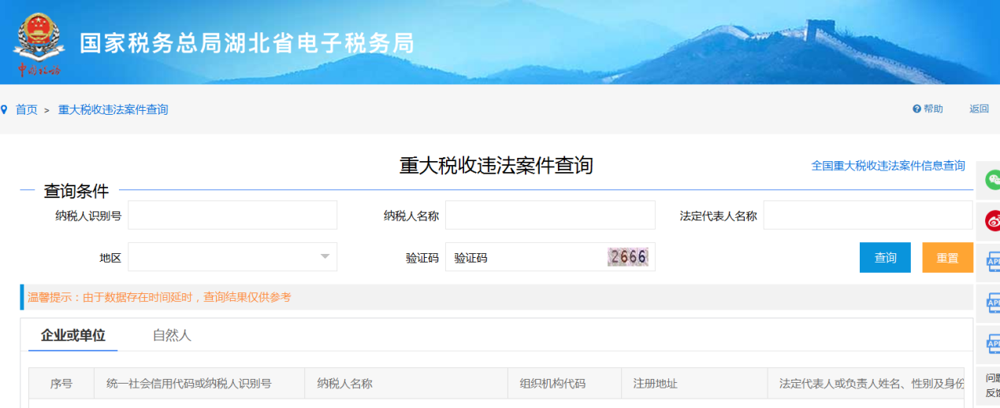 国家税务总局湖北省电子税务局
中国税务
首页 > 重大税收违法案件查询
帮助 返回
重大税收违法案件查询
全国重大税收违法案件信息查询
查询条件
纳税人识别号 纳税人名称 法定代表人名称
地区 验证码 验证码 2666 查询 重置
温馨提示：由于数据存在时间延时，查询结果仅供参考
企业或单位 自然人
序号 统一社会信用代码或纳税人识别号 纳税人名称 组织机构代码 注册地址 法定代表人或负责人姓名、性别及身份
问题
反馈